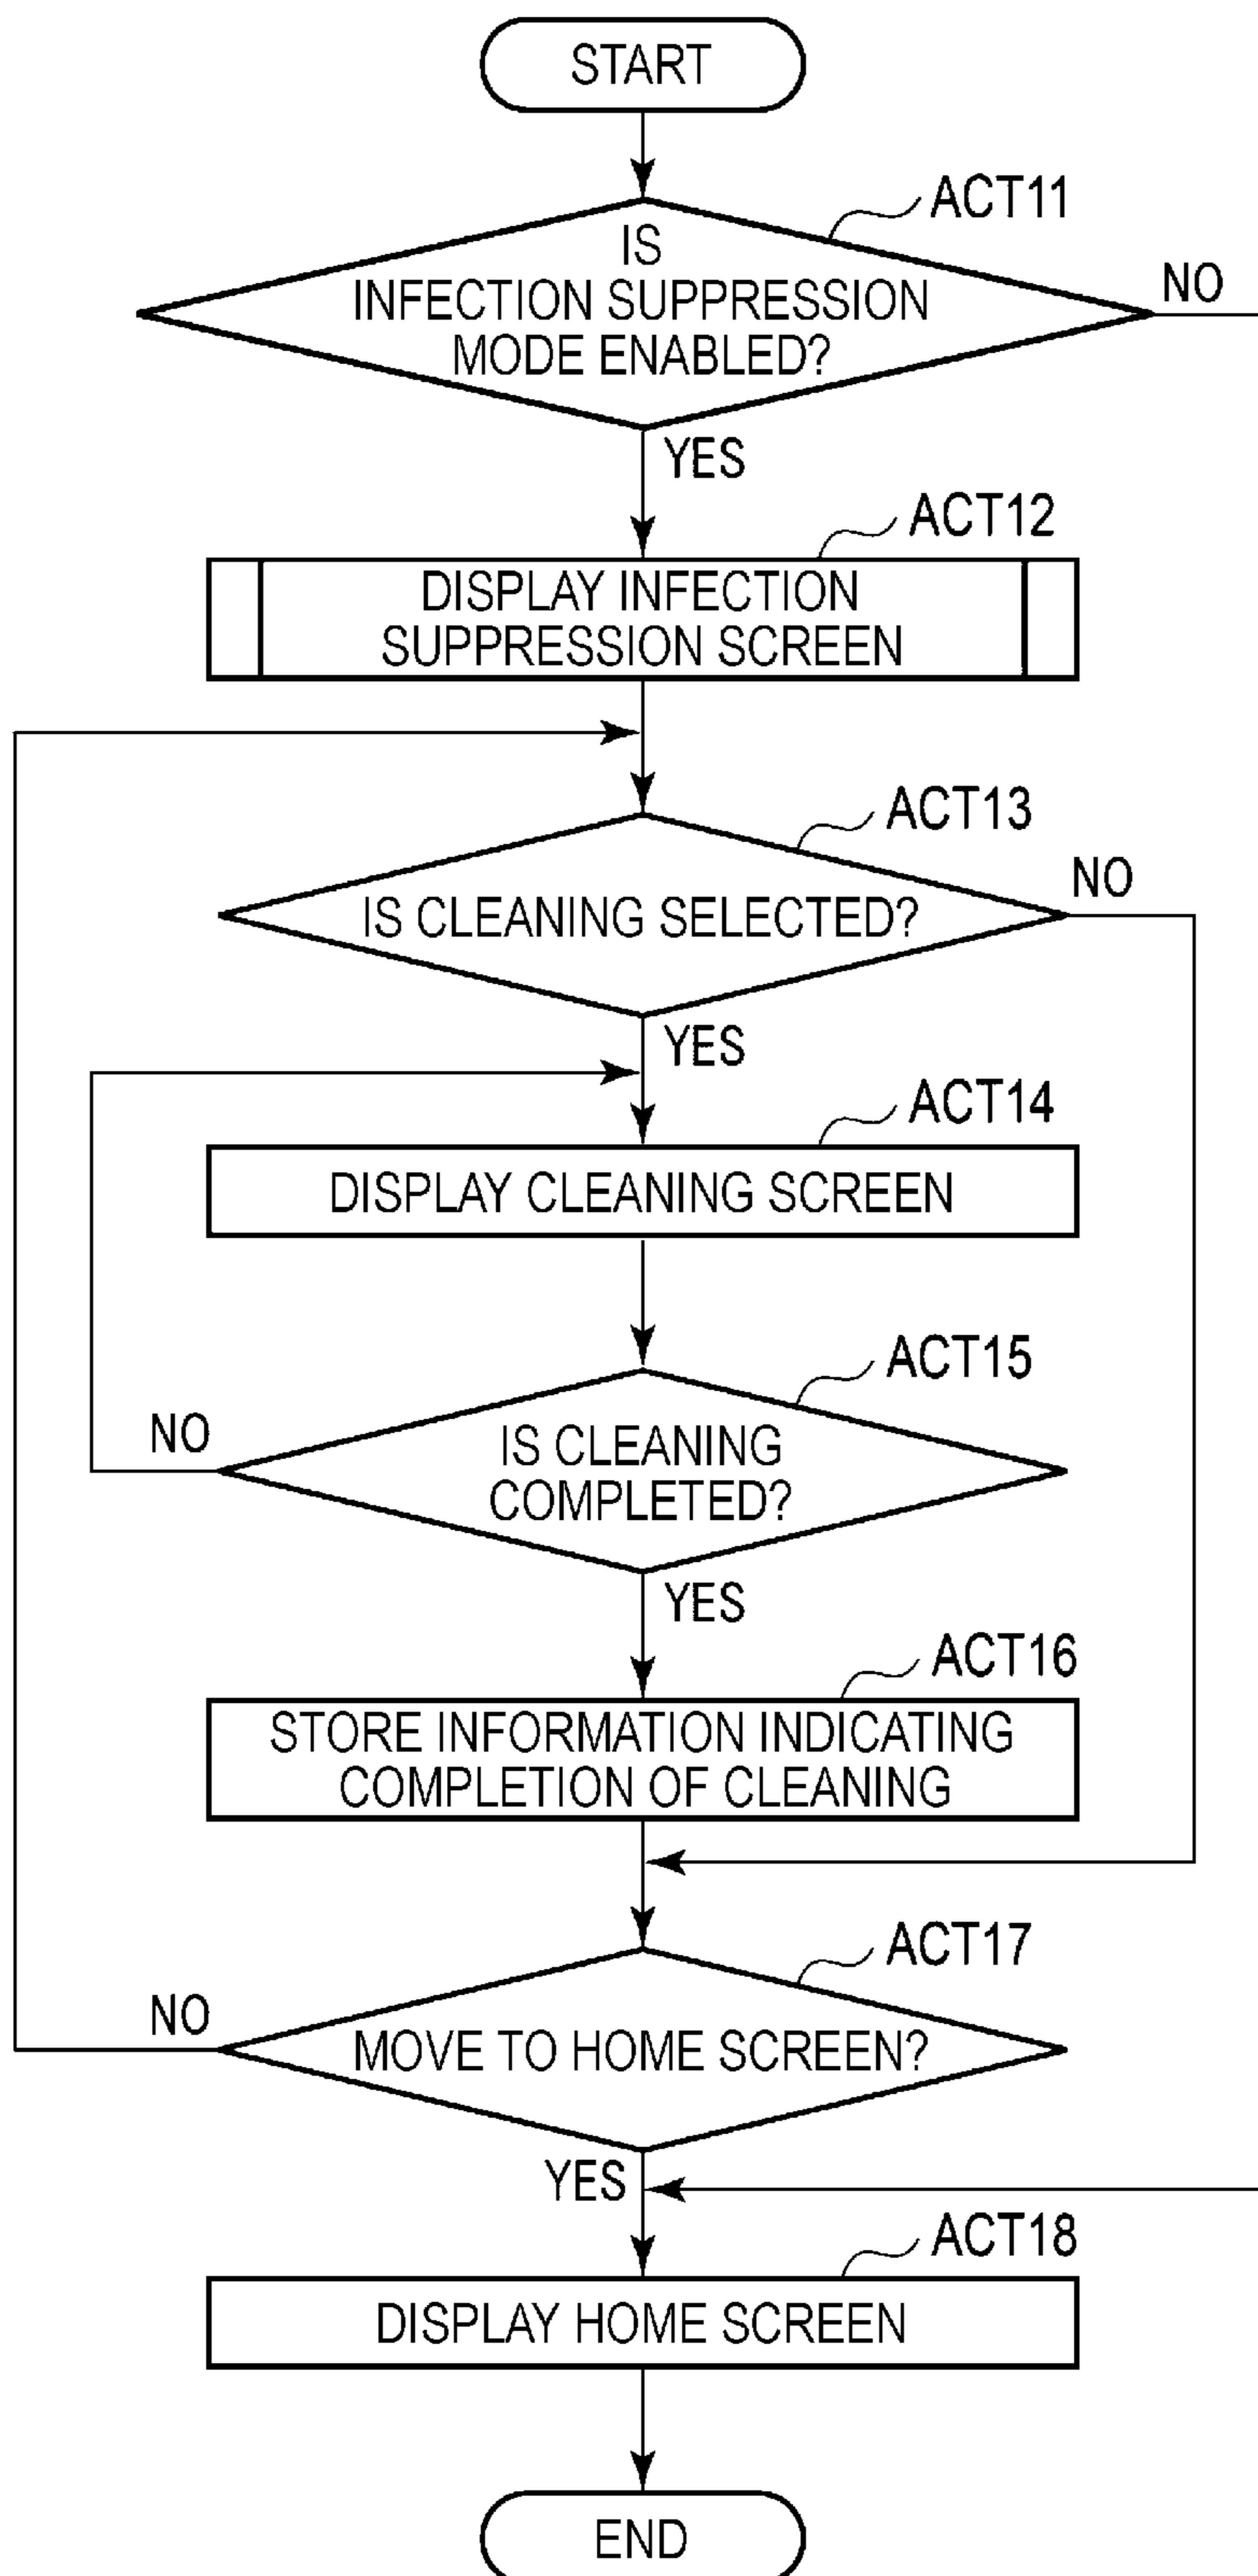 START
ACT11
IS
INFECTION SUPPRESSION
MODE ENABLED?
NO
YES
ACT12
DISPLAY INFECTION
SUPPRESSION SCREEN
ACT13
IS CLEANING SELECTED?
NO
YES
ACT14
DISPLAY CLEANING SCREEN
ACT15
IS CLEANING
COMPLETED?
NO
YES
ACT16
STORE INFORMATION INDICATING
COMPLETION OF CLEANING
ACT17
MOVE TO HOME SCREEN?
NO
YES
ACT18
DISPLAY HOME SCREEN
END